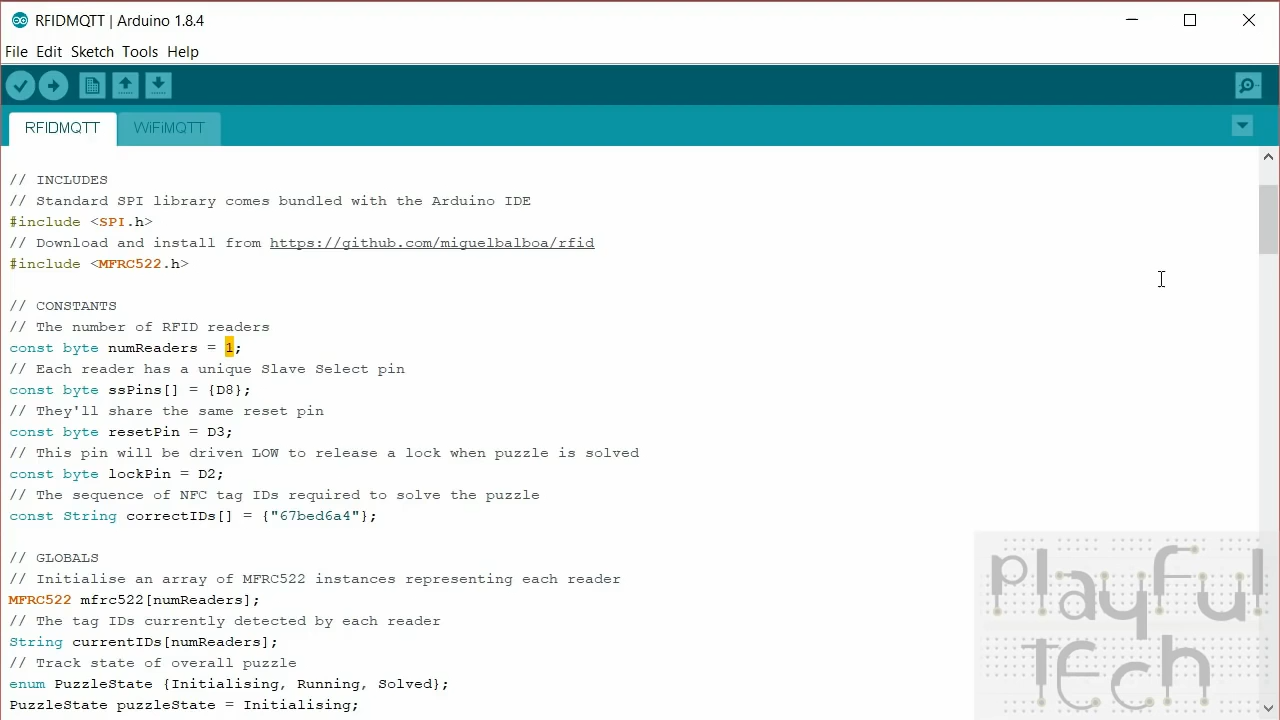 RFIDMQTT | Arduino 1.8.4
File Edit Sketch Tools Help
RFIDMQTT WiFiMQTT
// INCLUDES
// Standard SPI library comes bundled with the Arduino IDE
#include <SPI.h>
// Download and install from https://github.com/miguelbalboa/rfid
#include <MFRC522.h>
// CONSTANTS
// The number of RFID readers
const byte numReaders = 1;
// Each reader has a unique Slave Select pin
const byte ssPins[] = {D8};
// They'll share the same reset pin
const byte resetPin = D3;
// This pin will be driven LOW to release a lock when puzzle is solved
const byte lockPin = D2;
// The sequence of NFC tag IDs required to solve the puzzle
const String correctIDs[] = {"67bed6a4"};
// GLOBALS
// Initialise an array of MFRC522 instances representing each reader
MFRC522 mfrc522[numReaders];
// The tag IDs currently detected by each reader
String currentIDs[numReaders];
// Track state of overall puzzle
enum PuzzleState {Initialising, Running, Solved};
PuzzleState puzzleState = Initialising;
playful
tech